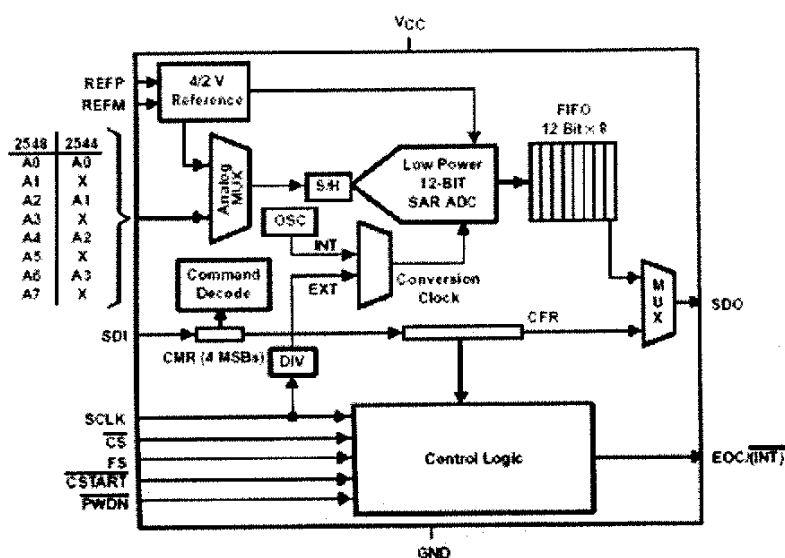 VCC
REFP
REFM
4/2 V
Reference
FIFO
12 Bit × 8
2548 2544
A0 A0
A1 X
A2 A1
A3 X
A4 A2
A5 X
A6 A3
A7 X
Analog
MUX
S/H
Low Power
12-BIT
SAR ADC
OSC
INT
EXT
Conversion
Clock
Command
Decode
MUX
SDO
SDI
CMR (4 MSBs)
CFR
DIV
SCLK
CS
FS
CSTART
PWDN
Control Logic
EOC/(INT)
GND